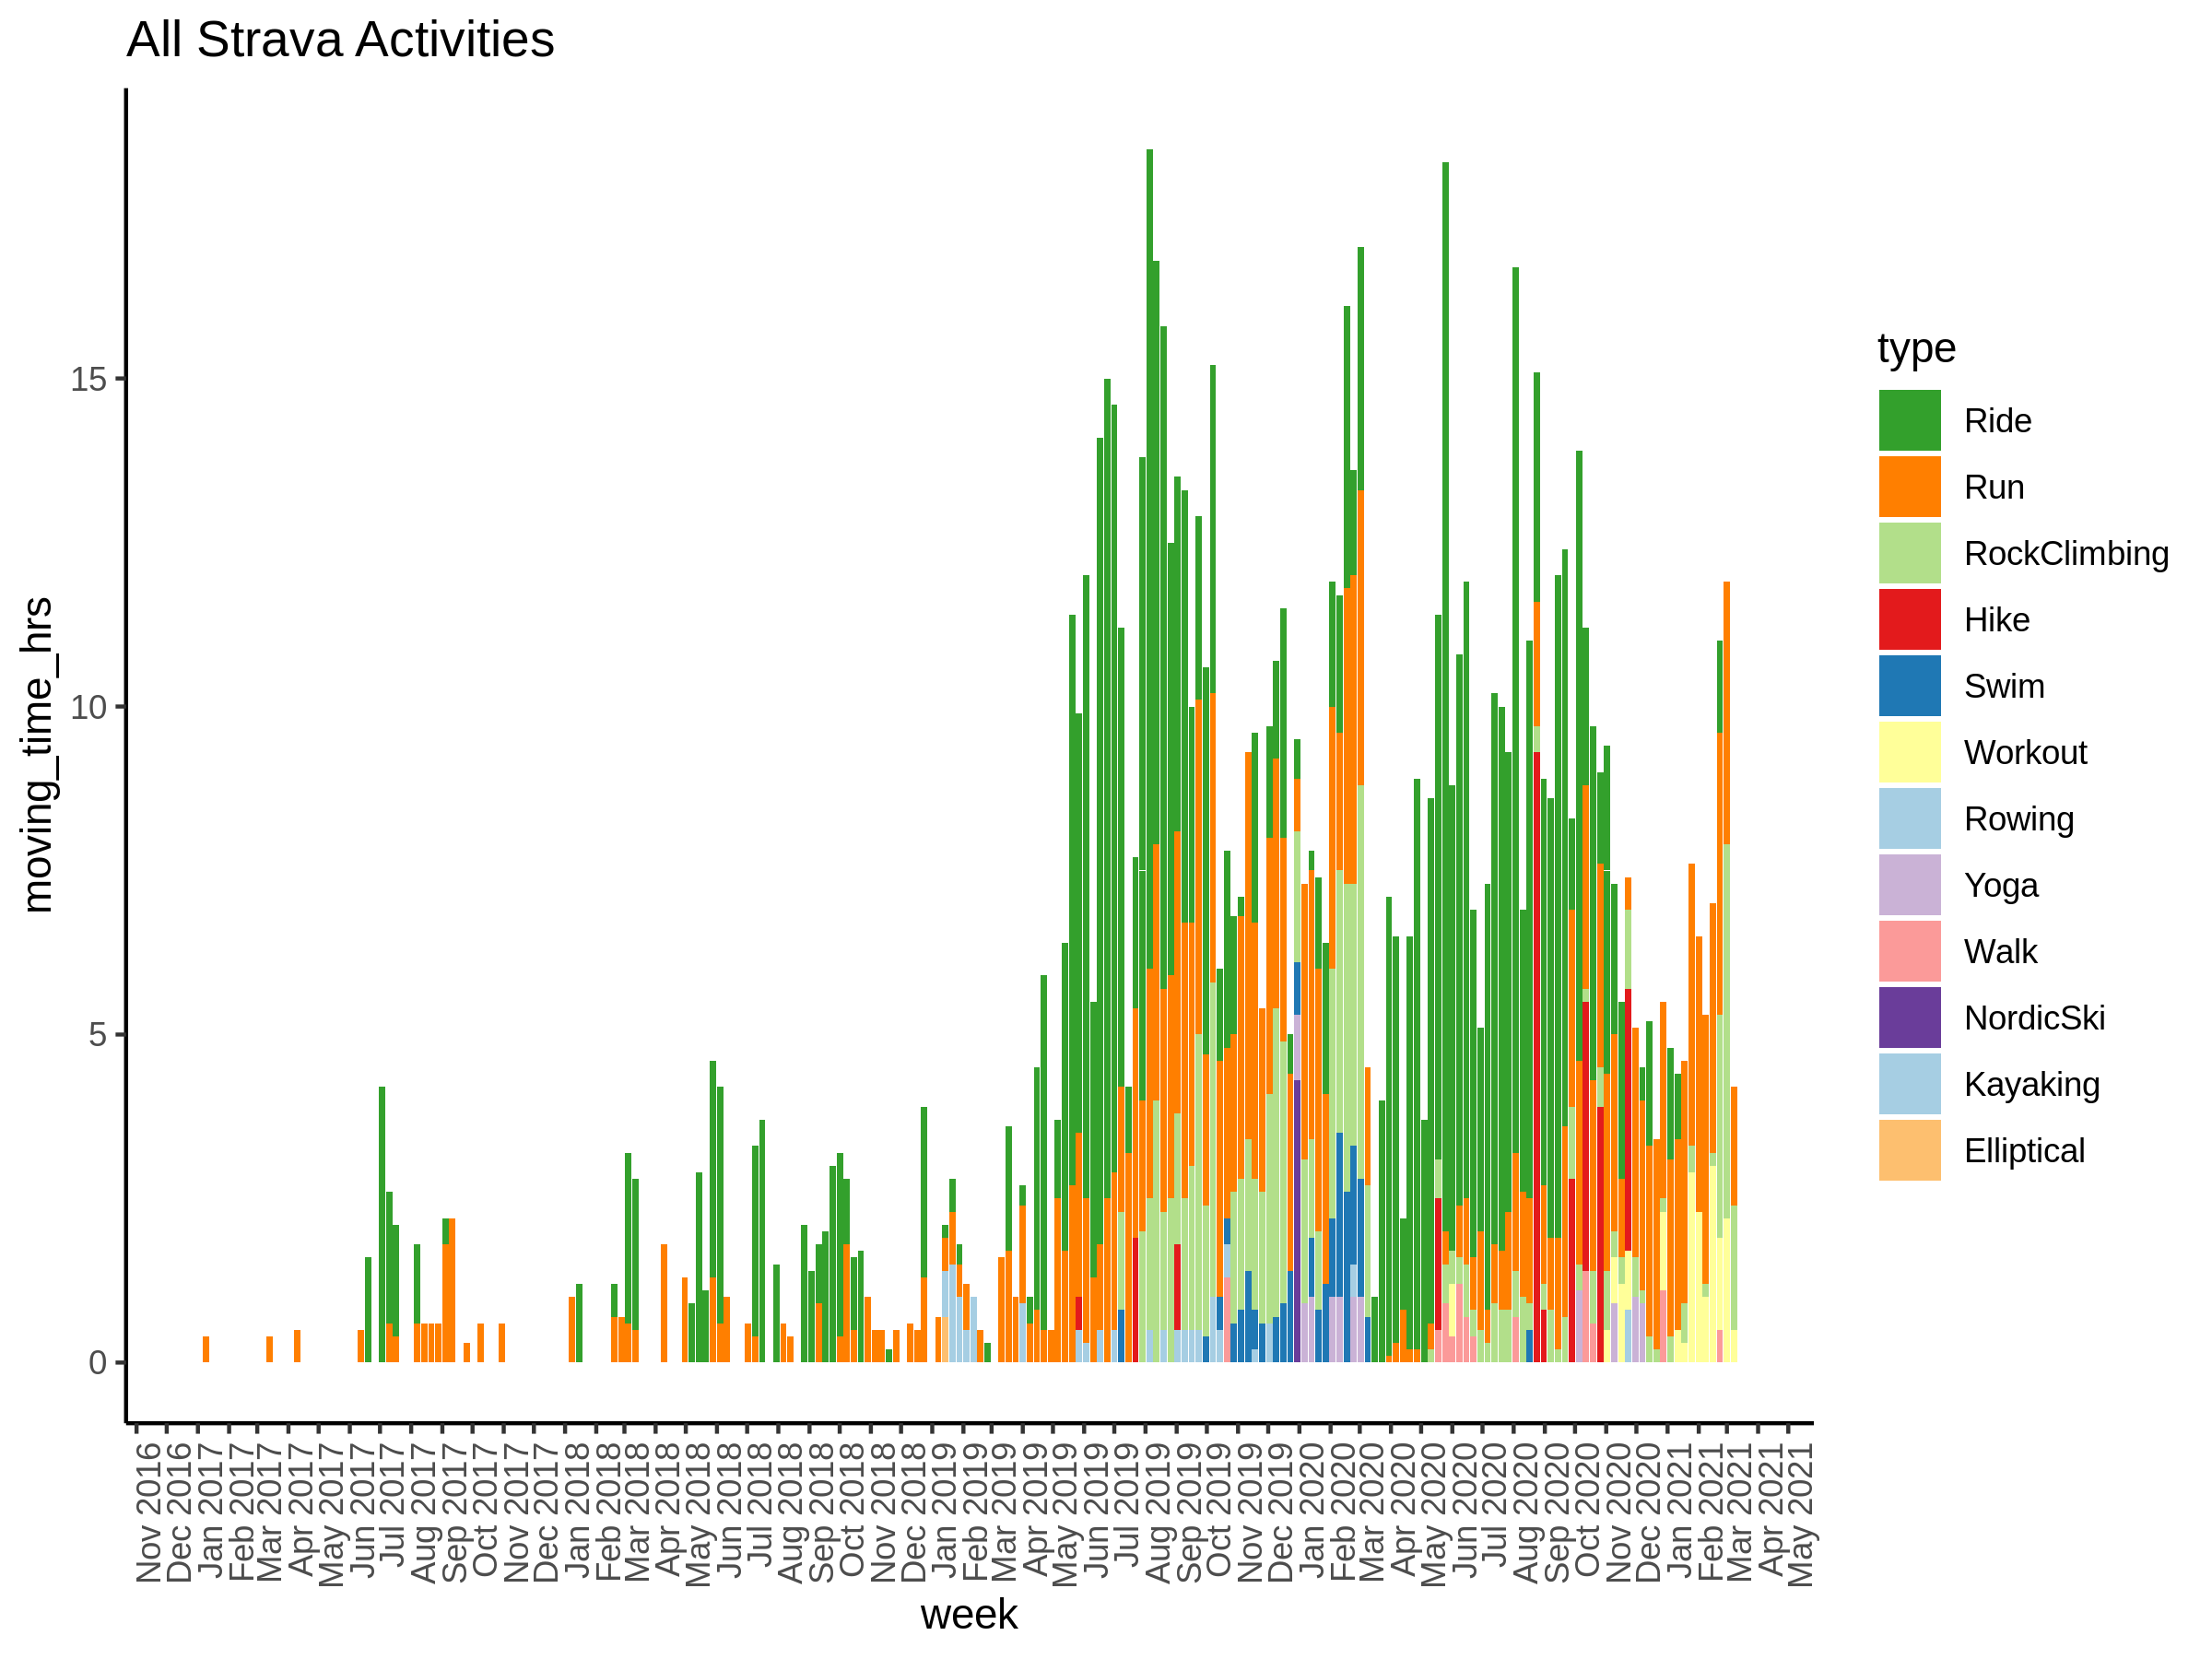 All Strava Activities
moving_time_hrs
15
10
5
0
Nov 2016
Dec 2016
Jan 2017
Feb 2017
Mar 2017
Apr 2017
May 2017
Jun 2017
Jul 2017
Aug 2017
Sep 2017
Oct 2017
Nov 2017
Dec 2017
Jan 2018
Feb 2018
Mar 2018
Apr 2018
May 2018
Jun 2018
Jul 2018
Aug 2018
Sep 2018
Oct 2018
Nov 2018
Dec 2018
Jan 2019
Feb 2019
Mar 2019
Apr 2019
May 2019
Jun 2019
Jul 2019
Aug 2019
Sep 2019
Oct 2019
Nov 2019
Dec 2019
Jan 2020
Feb 2020
Mar 2020
Apr 2020
May 2020
Jun 2020
Jul 2020
Aug 2020
Sep 2020
Oct 2020
Nov 2020
Dec 2020
Jan 2021
Feb 2021
Mar 2021
Apr 2021
May 2021
week
type
Ride
Run
RockClimbing
Hike
Swim
Workout
Rowing
Yoga
Walk
NordicSki
Kayaking
Elliptical